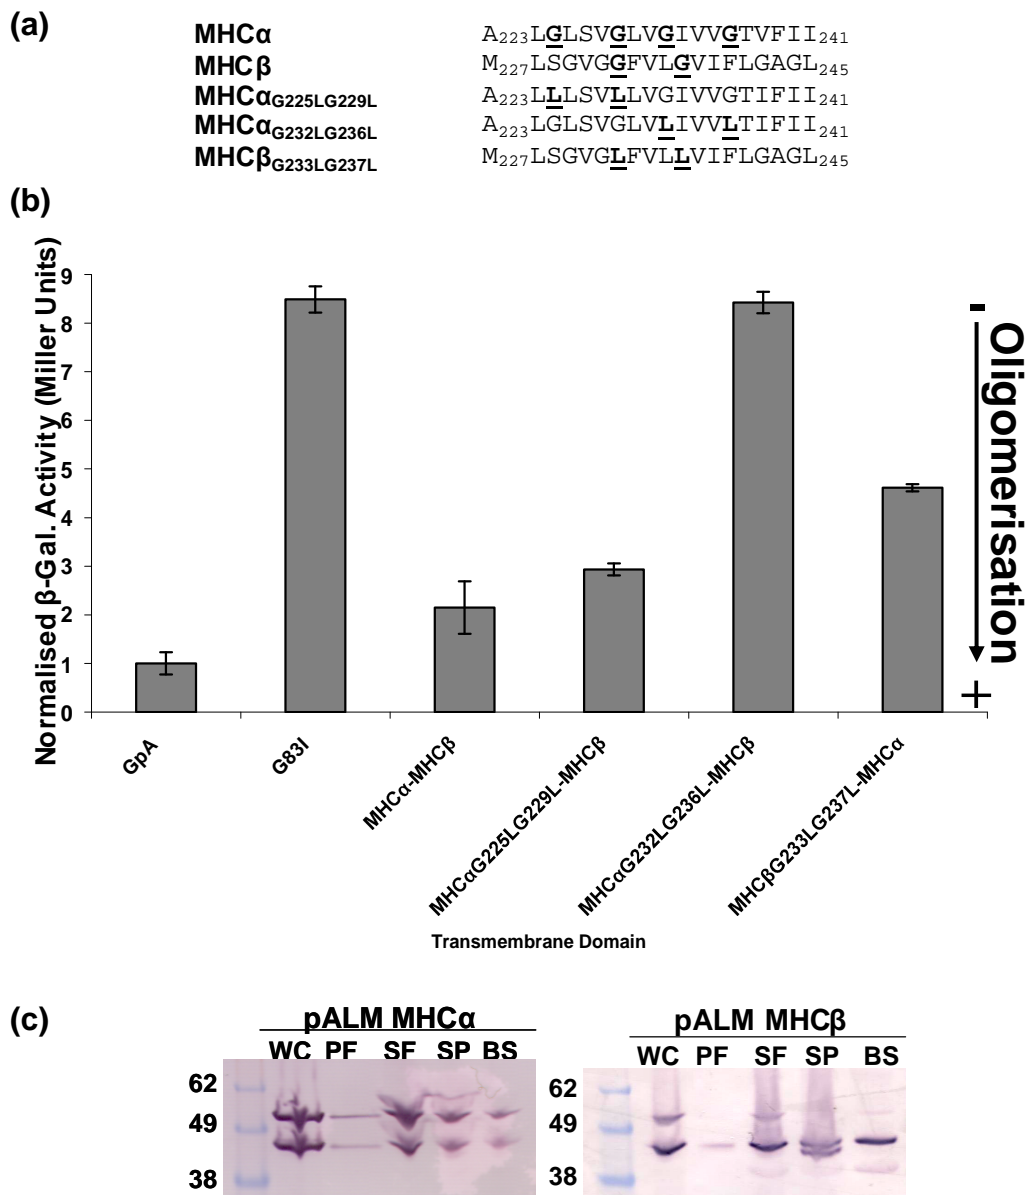 (a)
MHCα A₂₂₃LGLSVGLVGIVVGTVFII₂₄₁
MHCβ M₂₂₇LSGVGGFVLGVIFLGAGL₂₄₅
MHCαG225LG229L A₂₂₃LLLSVLLVGIVVGTIFII₂₄₁
MHCαG232LG236L A₂₂₃LGLSVGLVLIVVLTIFII₂₄₁
MHCβG233LG237L M₂₂₇LSGVGLFVLLVIFLGAGL₂₄₅
(b)
Normalised β-Gal. Activity (Miller Units)
9
8
7
6
5
4
3
2
1
0
-
Oligomerisation
+
GpA
G83I
MHCα-MHCβ
MHCαG225LG229L-MHCβ
MHCαG232LG236L-MHCβ
MHCβG233LG237L-MHCα
Transmembrane Domain
(c)
pALM MHCα
WC PF SF SP BS
62
49
38
pALM MHCβ
WC PF SF SP BS
62
49
38